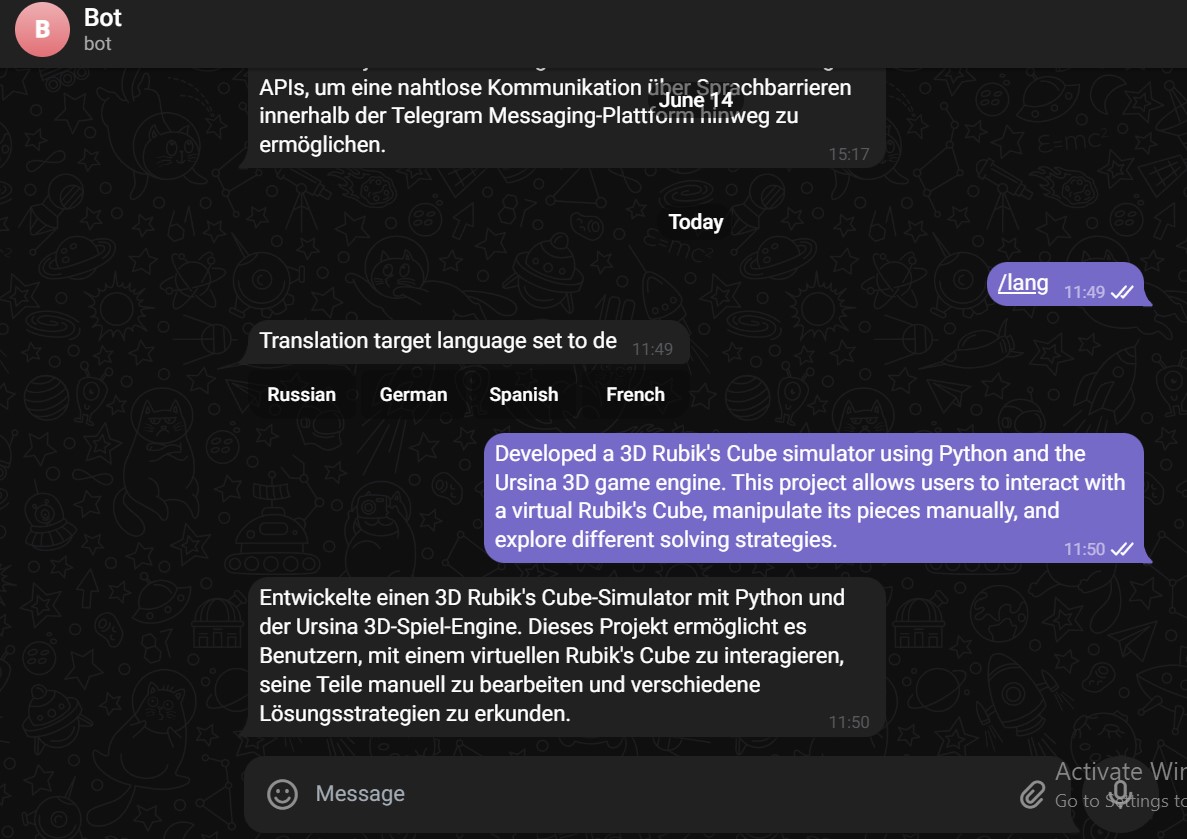 B
Bot
bot
APIs, um eine nahtlose Kommunikation über Sprachbarrieren
June 14
innerhalb der Telegram Messaging-Plattform hinweg zu
ermöglichen.
15:17
Today
/lang 11:49
Translation target language set to de 11:49
Russian German Spanish French
Developed a 3D Rubik's Cube simulator using Python and the
Ursina 3D game engine. This project allows users to interact with
a virtual Rubik's Cube, manipulate its pieces manually, and
explore different solving strategies.
11:50
Entwickelte einen 3D Rubik's Cube-Simulator mit Python und
der Ursina 3D-Spiel-Engine. Dieses Projekt ermöglicht es
Benutzern, mit einem virtuellen Rubik's Cube zu interagieren,
seine Teile manuell zu bearbeiten und verschiedene
Lösungsstrategien zu erkunden.
11:50
Message
Activate Win
Go to Settings to